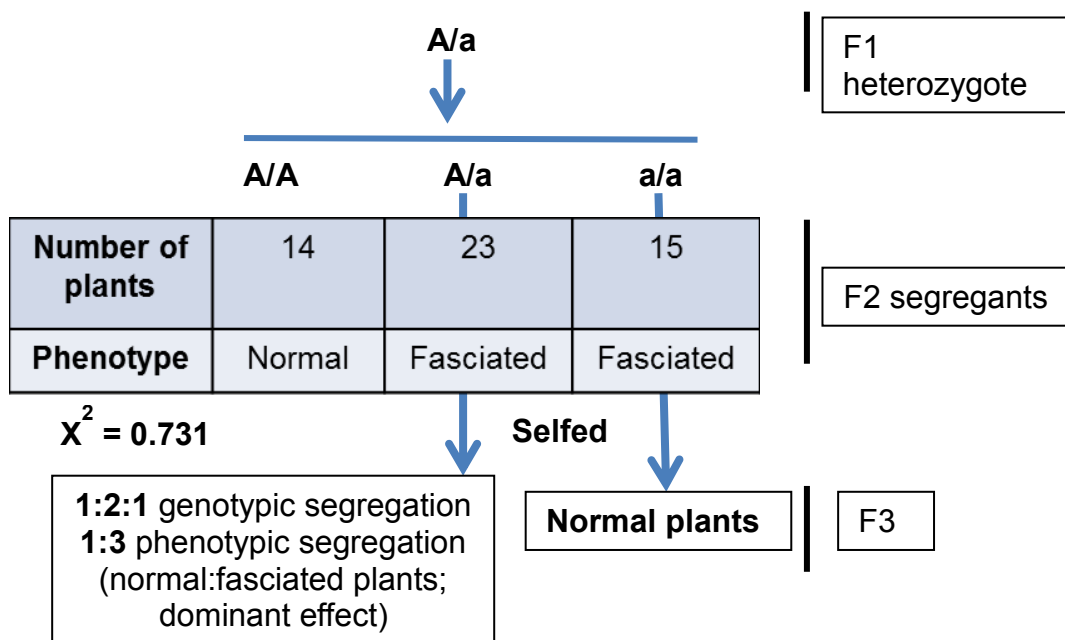 A/a
F1
heterozygote
A/A A/a a/a
Number of
plants 14 23 15
Phenotype Normal Fasciated Fasciated
F2 segregants
X² = 0.731
Selfed
1:2:1 genotypic segregation
1:3 phenotypic segregation
(normal:fasciated plants;
dominant effect)
Normal plants
F3